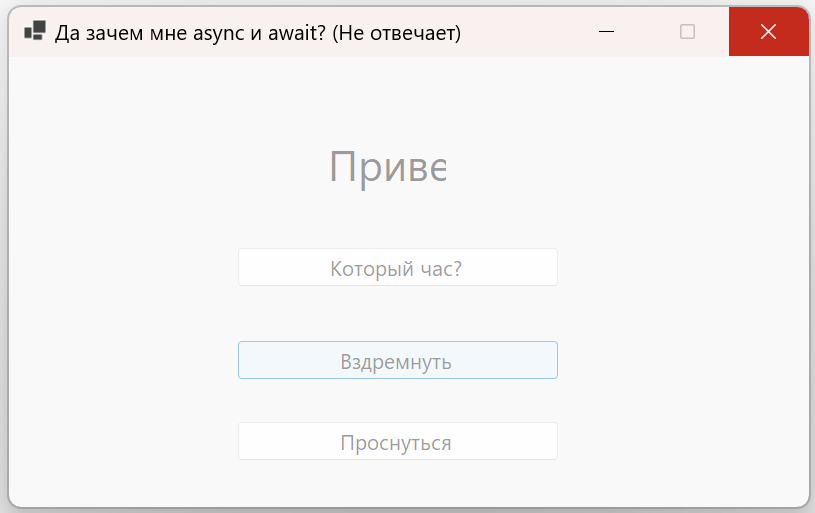 Да зачем мне async и await? (Не отвечает)
Приве
Который час?
Вздремнуть
Проснуться